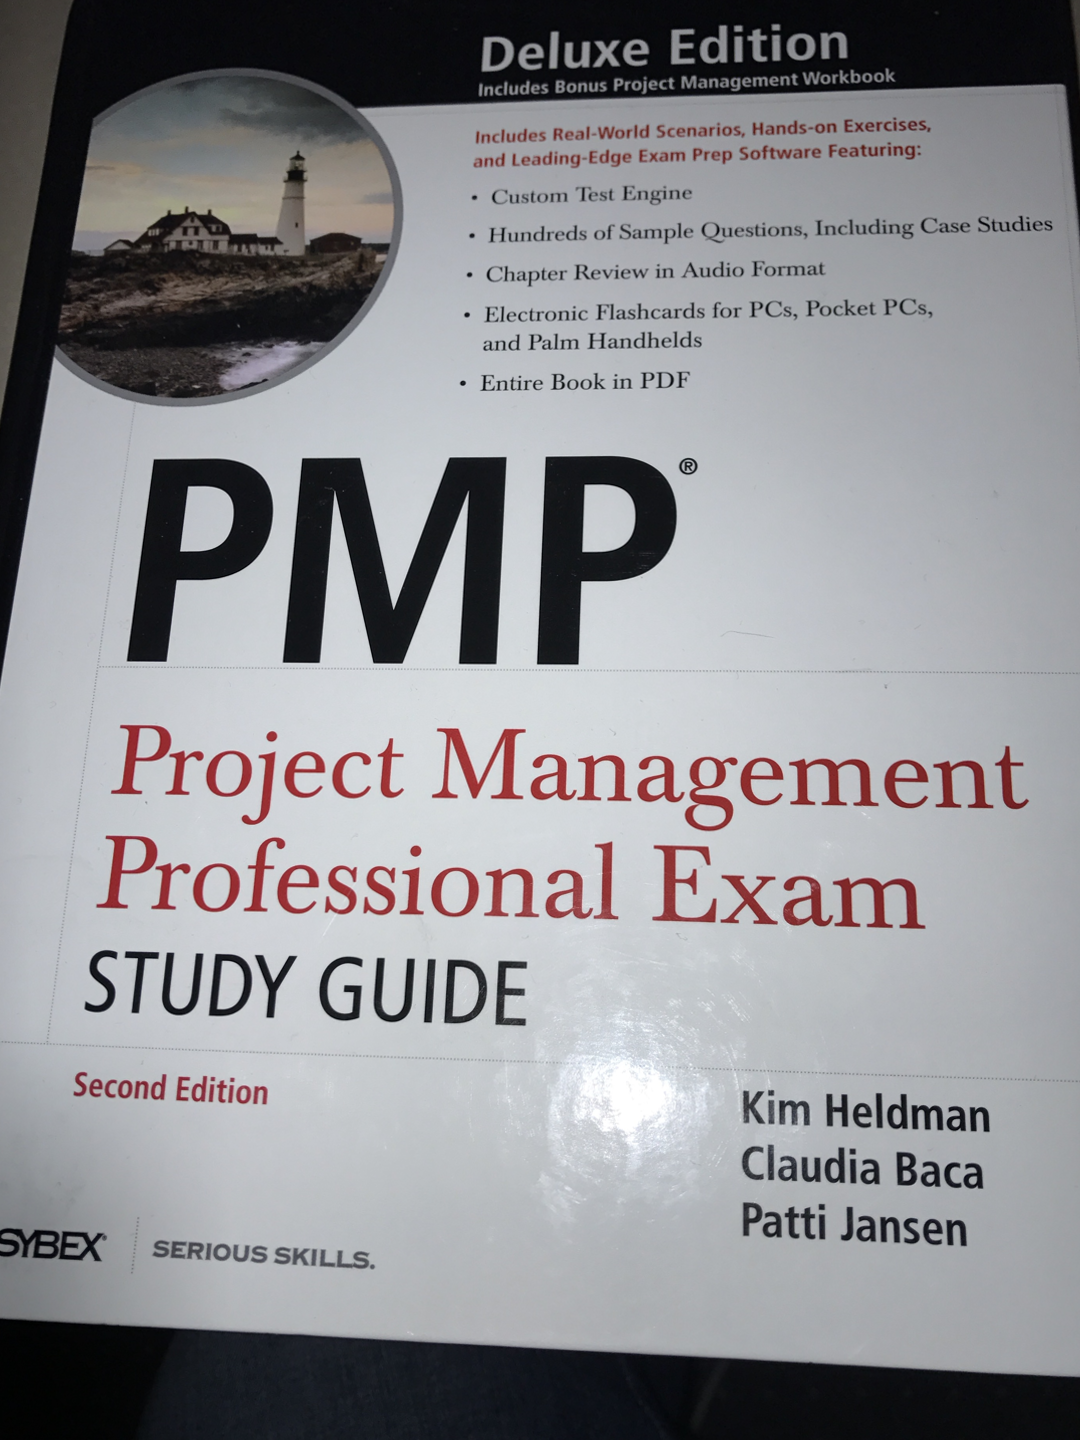 Deluxe Edition
Includes Bonus Project Management Workbook
Includes Real-World Scenarios, Hands-on Exercises,
and Leading-Edge Exam Prep Software Featuring:
• Custom Test Engine
• Hundreds of Sample Questions, Including Case Studies
• Chapter Review in Audio Format
• Electronic Flashcards for PCs, Pocket PCs,
and Palm Handhelds
• Entire Book in PDF
PMP®
Project Management
Professional Exam
STUDY GUIDE
Second Edition
Kim Heldman
Claudia Baca
Patti Jansen
SYBEX®
SERIOUS SKILLS.